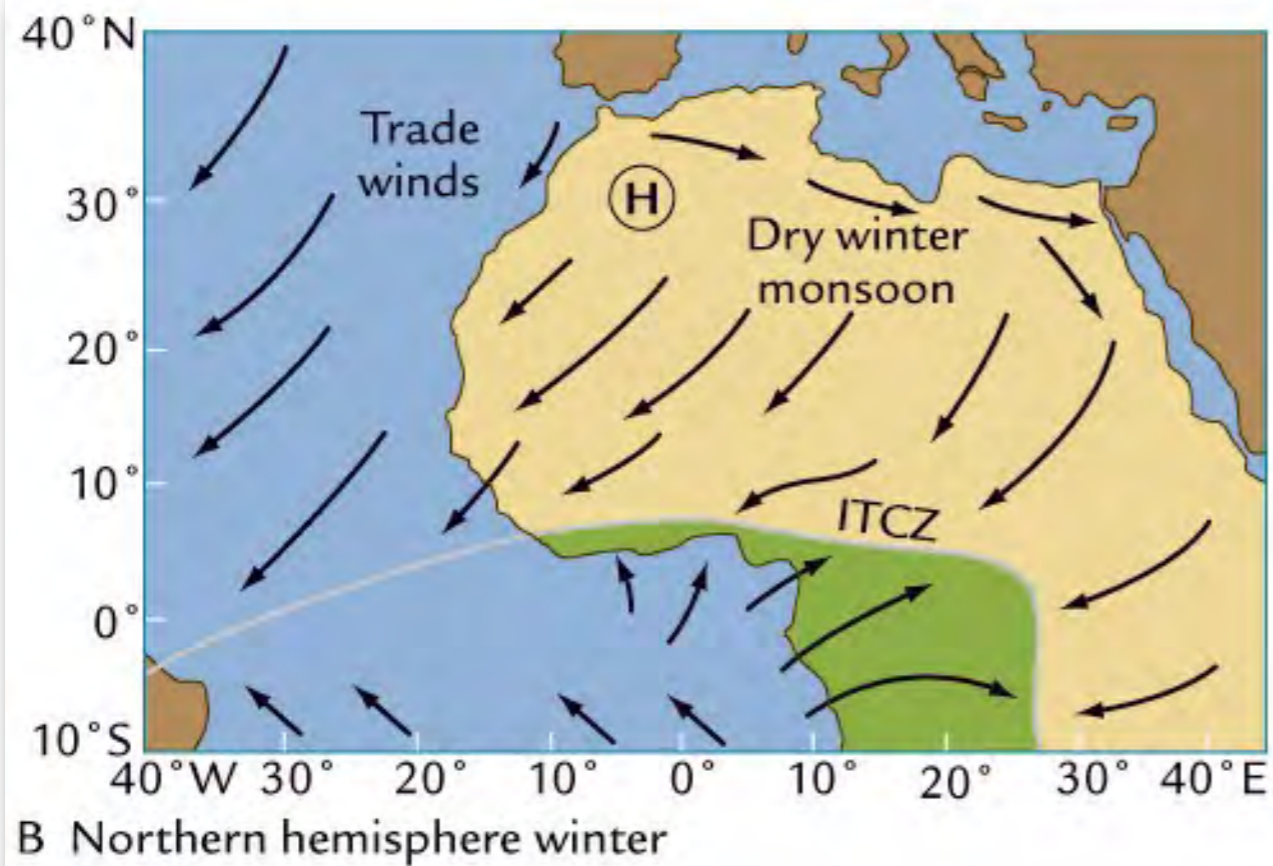 40°N
Trade
winds
30°
H
Dry winter
monsoon
20°
10°
ITCZ
0°
10°S
40°W 30° 20° 10° 0° 10° 20° 30° 40°E
B Northern hemisphere winter